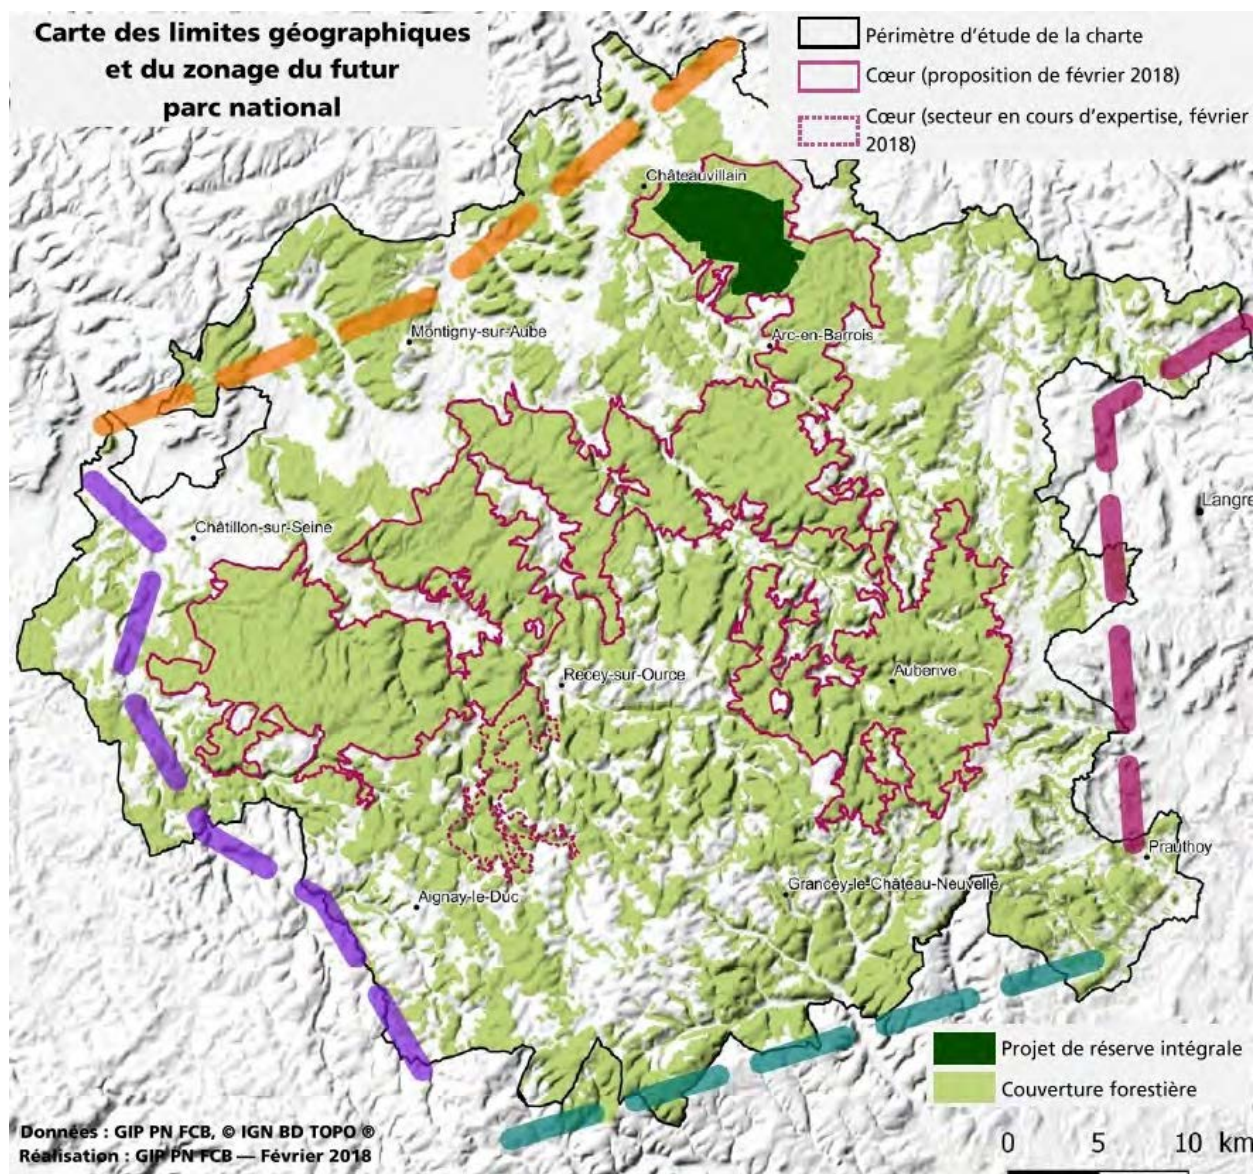 Carte des limites géographiques
et du zonage du futur
parc national
Périmètre d'étude de la charte
Cœur (proposition de février 2018)
Cœur (secteur en cours d'expertise, février
2018)
Châteauvillain
Montigny-sur-Aube
Arc-en-Barrois
Langre
Châtillon-sur-Seine
Recey-sur-Ource
Auberive
Prauthoy
Grancey-le-Château-Neuvelle
Aignay-le-Duc
Projet de réserve intégrale
Couverture forestière
Données : GIP PN FCB, © IGN BD TOPO ®
Réalisation : GIP PN FCB — Février 2018
0 5 10 km